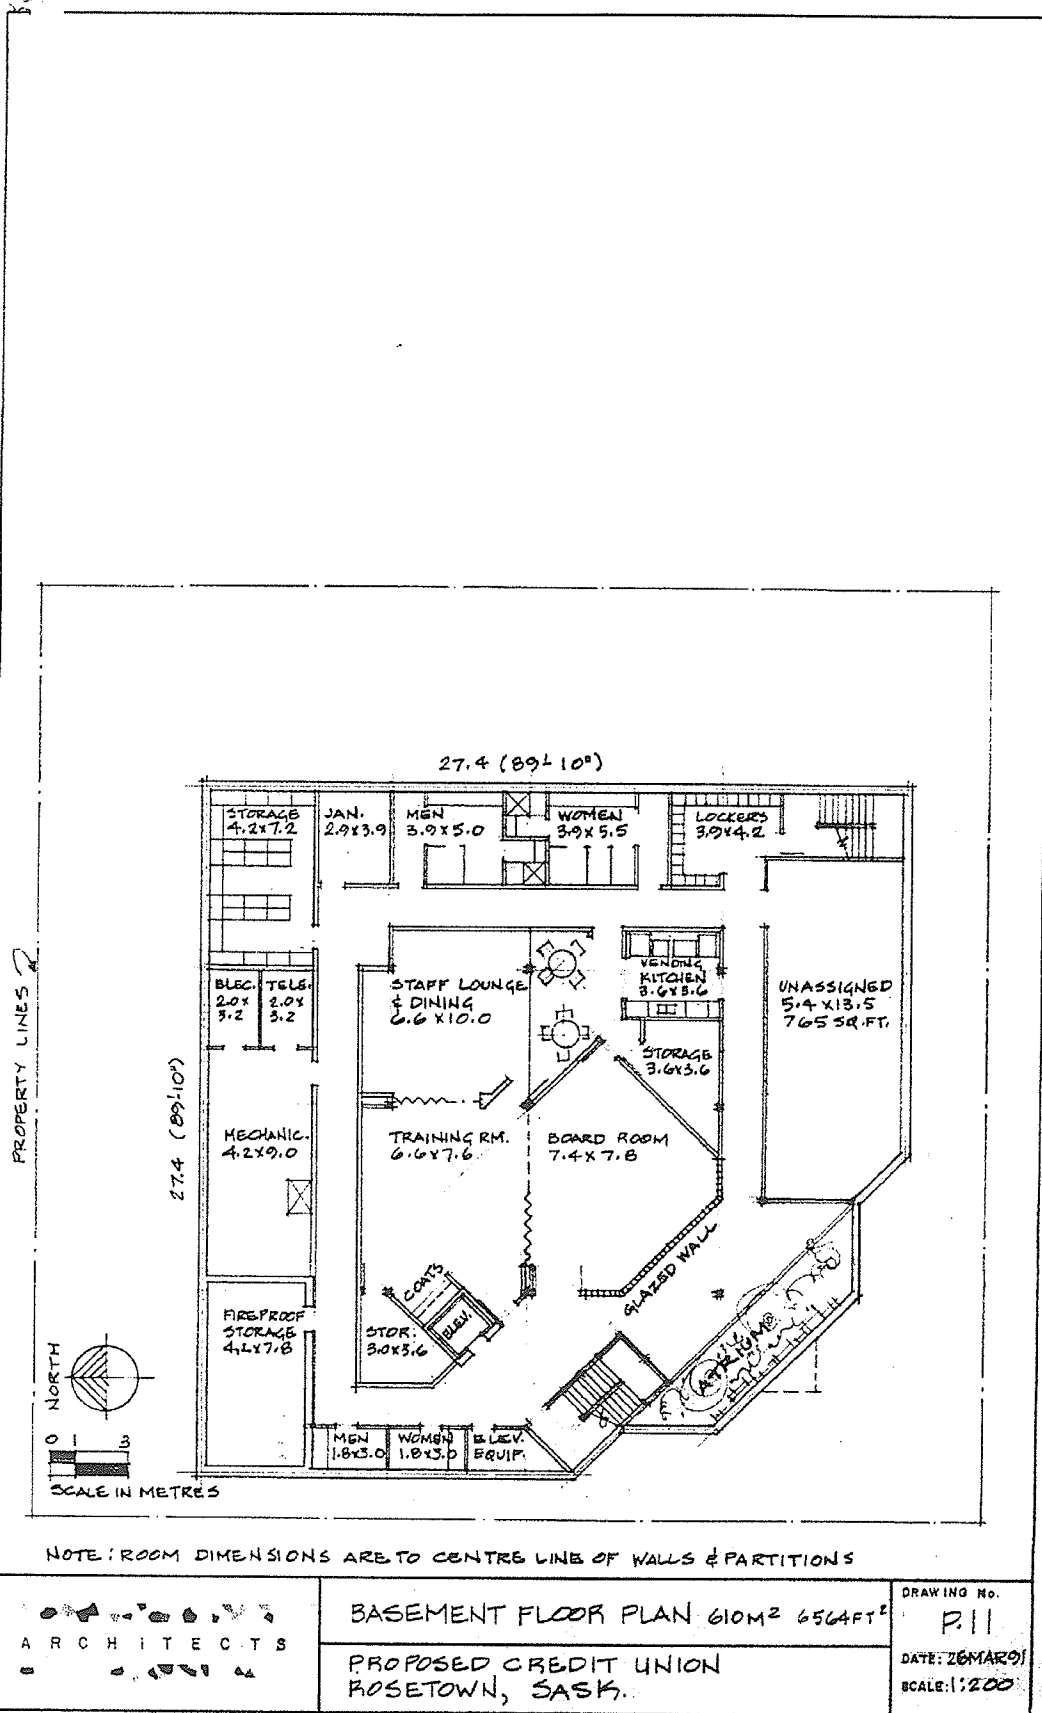 27.4 (89'-10")
STORAGE
4.2x7.2
JAN.
2.9x3.9
MEN
3.9x5.0
WOMEN
3.9x5.5
LOCKERS
3.9x4.2
ELEC.
2.0x
3.2
TELE.
2.0x
3.2
STAFF LOUNGE
& DINING
6.6 x10.0
VENDING
KITCHEN
3.6x3.6
UNASSIGNED
5.4 x13.5
765 SQ.FT.
STORAGE
3.6x3.6
PROPERTY LINES
27.4 (89'-10")
MECHANIC.
4.2x9.0
TRAINING RM.
6.6x7.6
BOARD ROOM
7.4x7.8
GLAZED WALL
COATS
ELEV.
STOR.
3.0x3.6
FIREPROOF
STORAGE
4.2x7.8
ATRIUM
NORTH
MEN
1.8x3.0
WOMEN
1.8x3.0
ELEV.
EQUIP.
0 1 3
SCALE IN METRES
NOTE: ROOM DIMENSIONS ARE TO CENTRE LINE OF WALLS & PARTITIONS
ARCHITECTS
BASEMENT FLOOR PLAN 610M² 6564FT²
PROPOSED CREDIT UNION
ROSETOWN, SASK.
DRAWING No.
P.11
DATE: 26MAR91
SCALE: 1:200